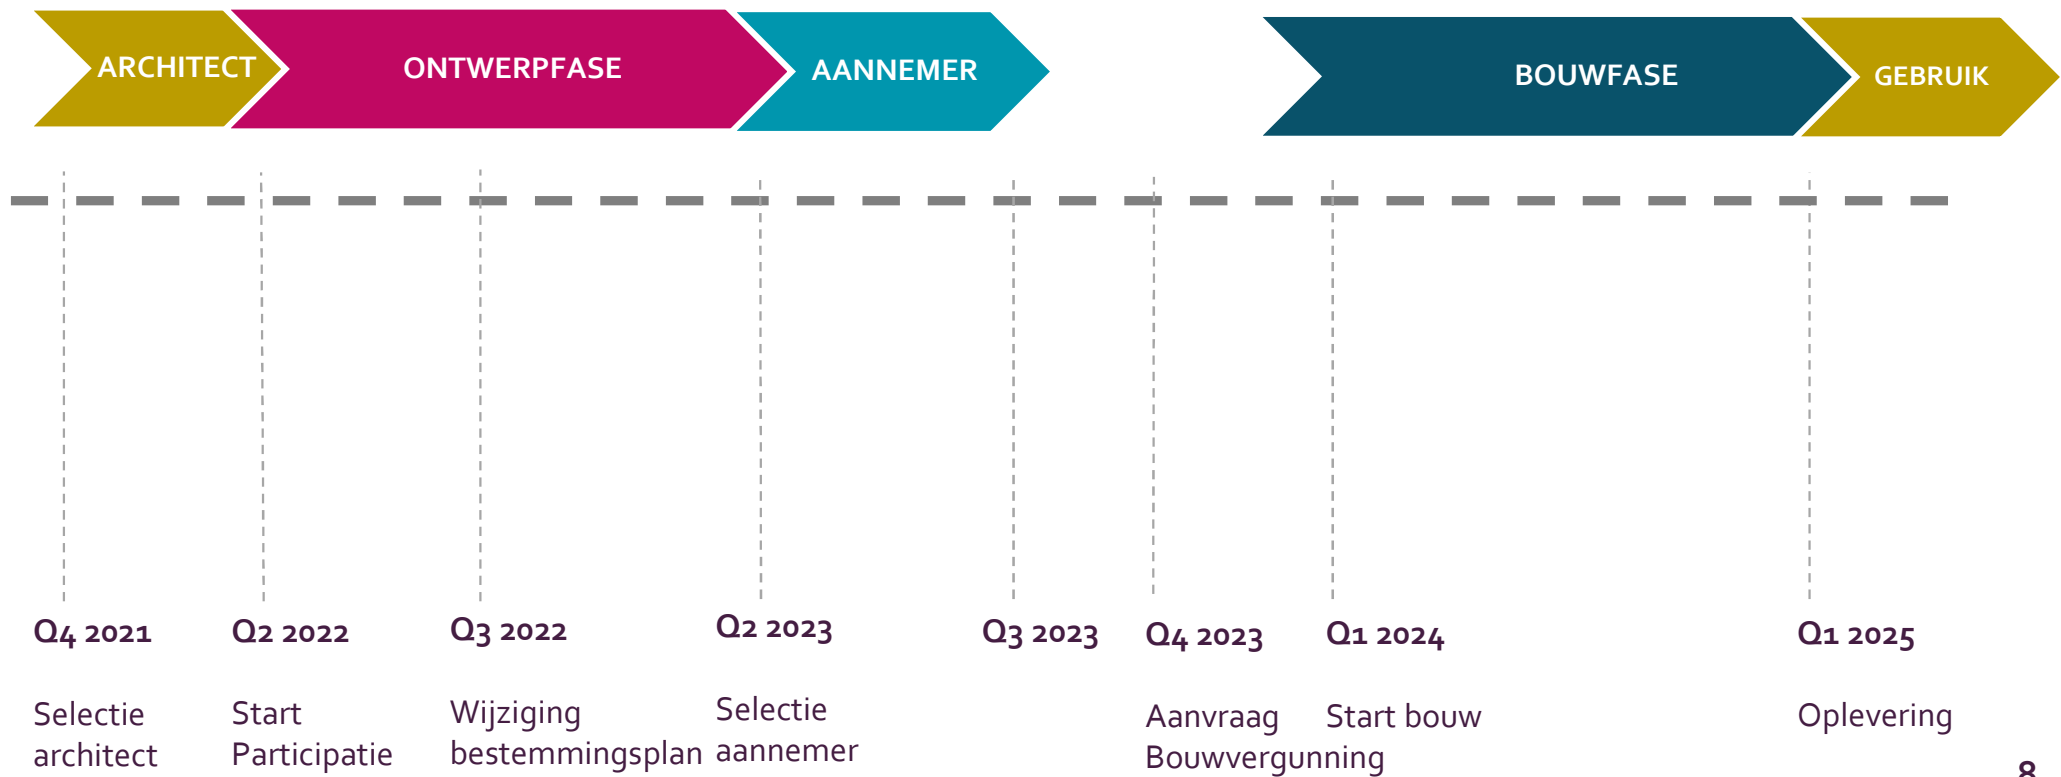 ARCHITECT
ONTWERPFASE
AANNEMER
BOUWFASE
GEBRUIK
Q4 2021
Selectie
architect
Q2 2022
Start
Participatie
Q3 2022
Wijziging
bestemmingsplan
Q2 2023
Selectie
aannemer
Q3 2023
Q4 2023
Aanvraag
Bouwvergunning
Q1 2024
Start bouw
Q1 2025
Oplevering
8